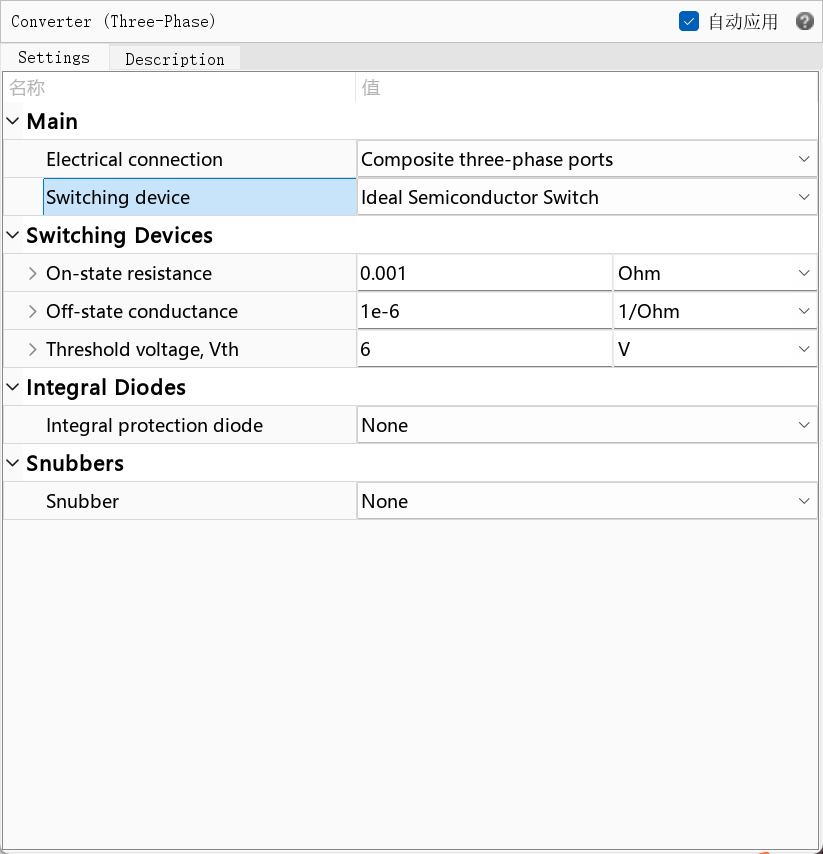 Converter (Three-Phase) 自动应用 ?
Settings Description
名称 值
Main
Electrical connection Composite three-phase ports
Switching device Ideal Semiconductor Switch
Switching Devices
On-state resistance 0.001 Ohm
Off-state conductance 1e-6 1/Ohm
Threshold voltage, Vth 6 V
Integral Diodes
Integral protection diode None
Snubbers
Snubber None